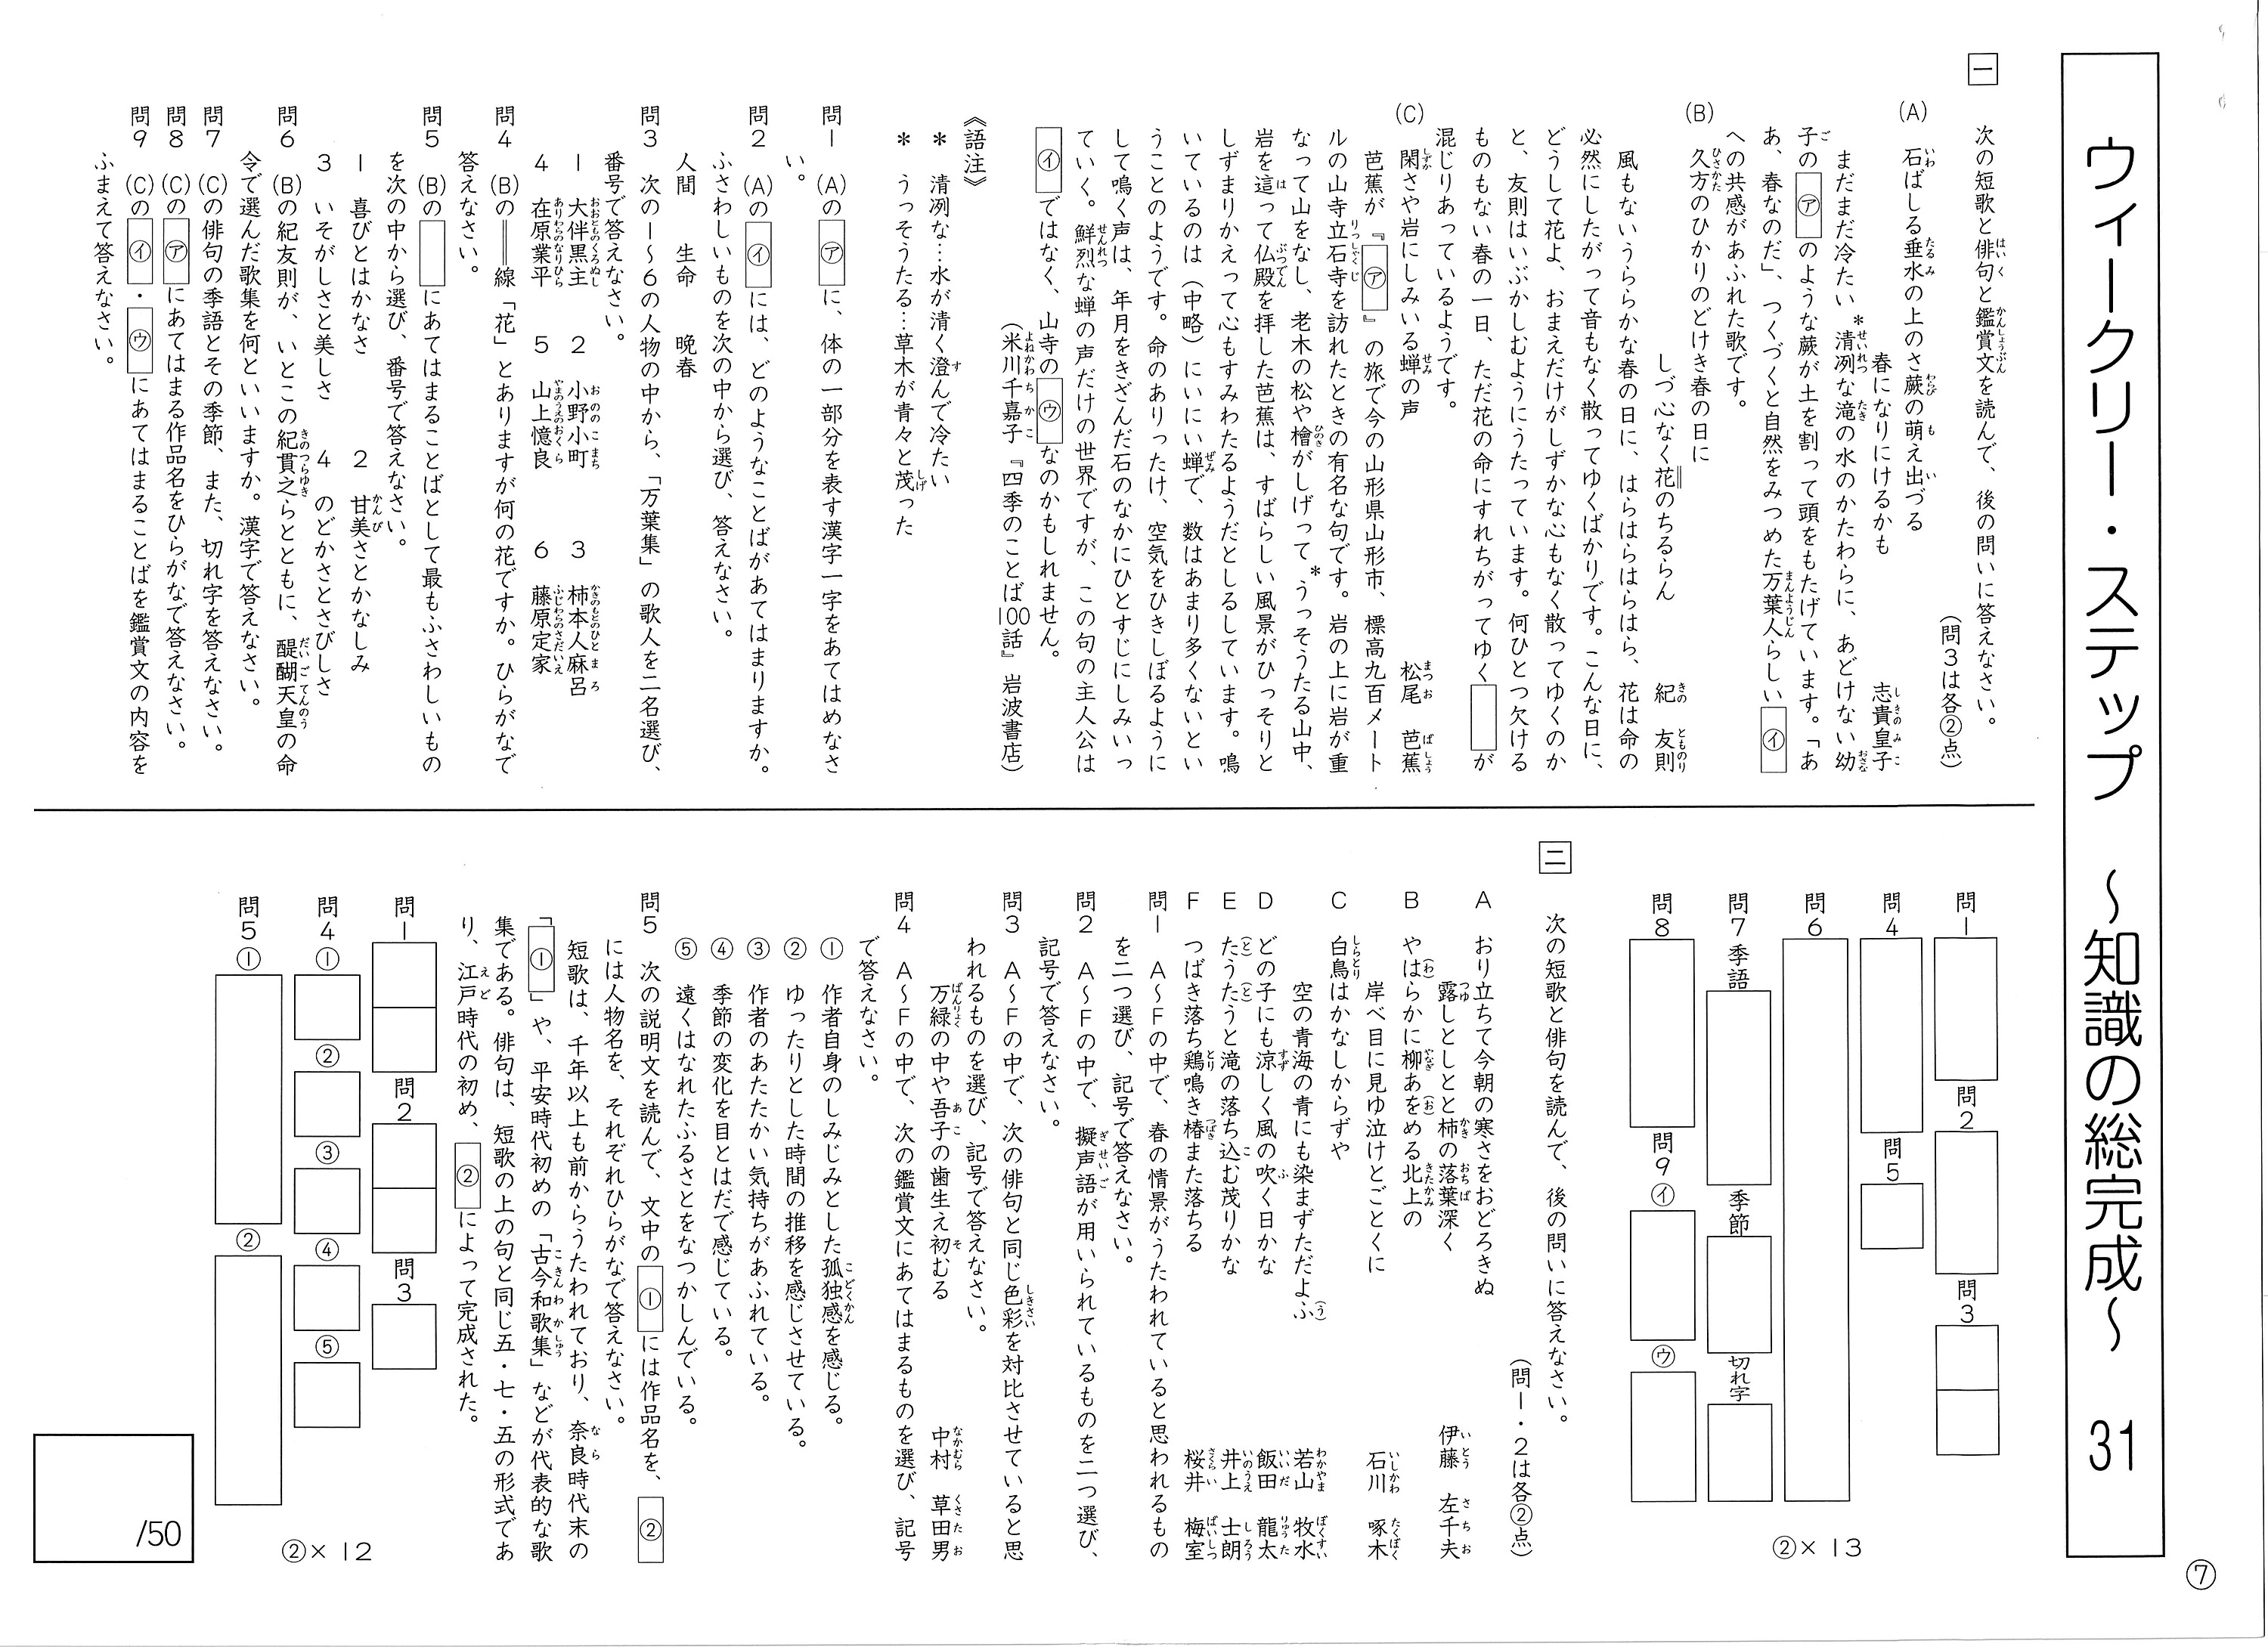 ウィークリー・ステップ ～知識の総完成～ 31
⑦
一 次の短歌と俳句を読んで、後の問いに答えなさい。
(問3は各②点)
(A) 石ばしる垂水の上のさ蕨の萌え出づる
春になりにけるかも 志貴皇子
まだまだ冷たい*清冽な滝の水のかたわらに、あどけない幼
子の㋐のような蕨が土を割って頭をもたげています。「あ
あ、春なのだ」、つくづくと自然をみつめた万葉人らしい㋑
への共感があふれた歌です。
(B) 久方のひかりのどけき春の日に
しづ心なく花のちるらん 紀 友則
風もないうららかな春の日に、はらはらはらはら、花は命の
必然にしたがって音もなく散ってゆくばかりです。こんな日に、
どうして花よ、おまえだけがしずかな心もなく散ってゆくのか
と、友則はいぶかしむようにうたっています。何ひとつ欠ける
ものもない春の一日、ただ花の命にすれちがってゆく□が
混じりあっているようです。
(C) 閑さや岩にしみいる蝉の声 松尾 芭蕉
芭蕉が『㋐』の旅で今の山形県山形市、標高九百メート
ルの山寺立石寺を訪れたときの有名な句です。岩の上に岩が重
なって山をなし、老木の松や檜がしげって*うっそうたる山中、
岩を這って仏殿を拝した芭蕉は、すばらしい風景がひっそりと
しずまりかえって心もすみわたるようだとしるしています。鳴
いているのは(中略)にいにい蝉で、数はあまり多くないとい
うことのようです。命のありったけ、空気をひきしぼるように
して鳴く声は、年月をきざんだ石のなかにひとすじにしみいっ
ていく。鮮烈な蝉の声だけの世界ですが、この句の主人公は
㋑ではなく、山寺の㋒なのかもしれません。
(米川千嘉子『四季のことば100話』岩波書店)
《語注》
* 清冽な…水が清く澄んで冷たい
* うっそうたる…草木が青々と茂った
問1 (A)の㋐に、体の一部分を表す漢字一字をあてはめなさ
い。
問2 (A)の㋑には、どのようなことばがあてはまりますか。
ふさわしいものを次の中から選び、答えなさい。
人間 生命 晩春
問3 次の1～6の人物の中から、「万葉集」の歌人を二名選び、
番号で答えなさい。
1 大伴黒主 2 小野小町 3 柿本人麻呂
4 在原業平 5 山上憶良 6 藤原定家
問4 (B)の＝線「花」とありますが何の花ですか。ひらがなで
答えなさい。
問5 (B)の□にあてはまることばとして最もふさわしいもの
を次の中から選び、番号で答えなさい。
1 喜びとはかなさ 2 甘美さとかなしみ
3 いそがしさと美しさ 4 のどかさとさびしさ
問6 (B)の紀友則が、いとこの紀貫之らとともに、醍醐天皇の命
令で選んだ歌集を何といいますか。漢字で答えなさい。
問7 (C)の俳句の季語とその季節、また、切れ字を答えなさい。
問8 (C)の㋐にあてはまる作品名をひらがなで答えなさい。
問9 (C)の㋑・㋒にあてはまることばを鑑賞文の内容を
ふまえて答えなさい。
問1 問2 問3
問4 問5
問6
問7 季語 季節 切れ字
問8 問9 ㋑ ㋒
②×13
二 次の短歌と俳句を読んで、後の問いに答えなさい。
(問1・2は各②点)
A おり立ちて今朝の寒さをおどろきぬ
露しとしとと柿の落葉深く 伊藤 左千夫
B やは(わ)らかに柳あを(お)める北上の
岸べ目に見ゆ泣けとごとくに 石川 啄木
C 白鳥はかなしからずや
空の青海の青にも染まずただよふ(う) 若山 牧水
D どの子にも涼しく風の吹く日かな 飯田 龍太
E たうたうと(とうとうと)滝の落ち込む茂りかな 井上 士朗
F つばき落ち鶏鳴き椿また落ちる 桜井 梅室
問1 A～Fの中で、春の情景がうたわれていると思われるもの
を二つ選び、記号で答えなさい。
問2 A～Fの中で、擬声語が用いられているものを二つ選び、
記号で答えなさい。
問3 A～Fの中で、次の俳句と同じ色彩を対比させていると思
われるものを選び、記号で答えなさい。
万緑の中や吾子の歯生え初むる 中村 草田男
問4 A～Fの中で、次の鑑賞文にあてはまるものを選び、記号
で答えなさい。
① 作者自身のしみじみとした孤独感を感じる。
② ゆったりとした時間の推移を感じさせている。
③ 作者のあたたかい気持ちがあふれている。
④ 季節の変化を目とはだで感じている。
⑤ 遠くはなれたふるさとをなつかしんでいる。
問5 次の説明文を読んで、文中の①には作品名を、②
には人物名を、それぞれひらがなで答えなさい。
短歌は、千年以上も前からうたわれており、奈良時代末の
「①」や、平安時代初めの「古今和歌集」などが代表的な歌
集である。俳句は、短歌の上の句と同じ五・七・五の形式であ
り、江戸時代の初め、②によって完成された。
問1 問2 問3
問4 ① ② ③ ④ ⑤
問5 ① ②
②×12
/50